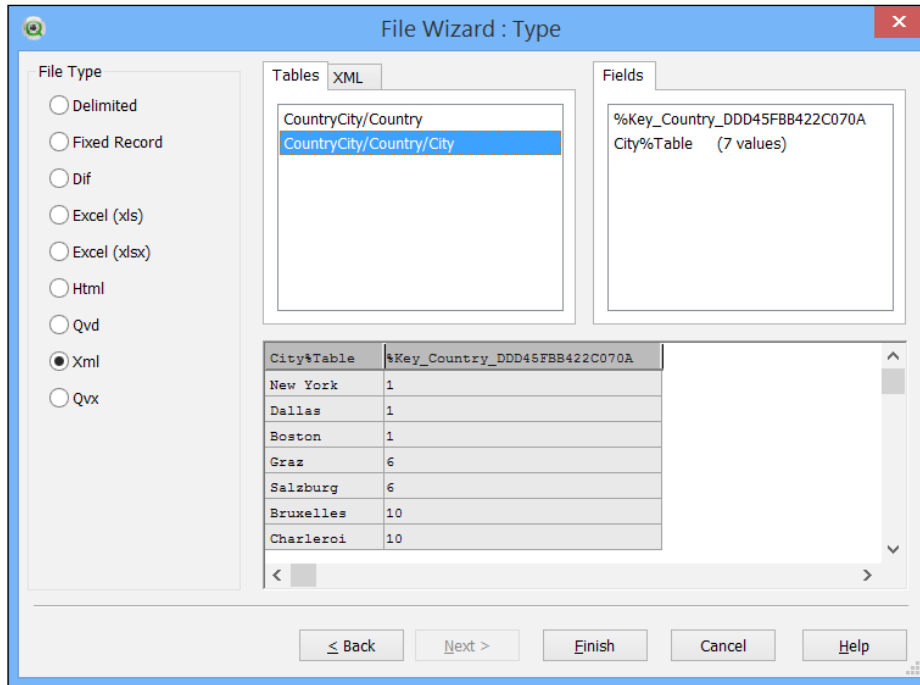 File Wizard : Type
File Type
Delimited
Fixed Record
Dif
Excel (xls)
Excel (xlsx)
Html
Qvd
Xml
Qvx
Tables XML
CountryCity/Country
CountryCity/Country/City
Fields
%Key_Country_DDD45FBB422C070A
City%Table (7 values)
City%Table %Key_Country_DDD45FBB422C070A
New York 1
Dallas 1
Boston 1
Graz 6
Salzburg 6
Bruxelles 10
Charleroi 10
< Back Next > Finish Cancel Help